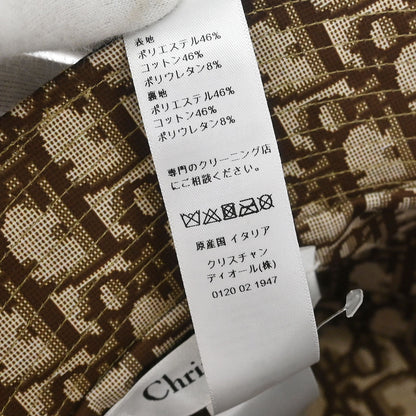 表地
ポリエステル46%
コットン46%
ポリウレタン8%
裏地
ポリエステル46%
コットン46%
ポリウレタン8%
専門のクリーニング店
にご相談ください。
原産国 イタリア
クリスチャン
ディオール(株)
0120 02 1947
Chri